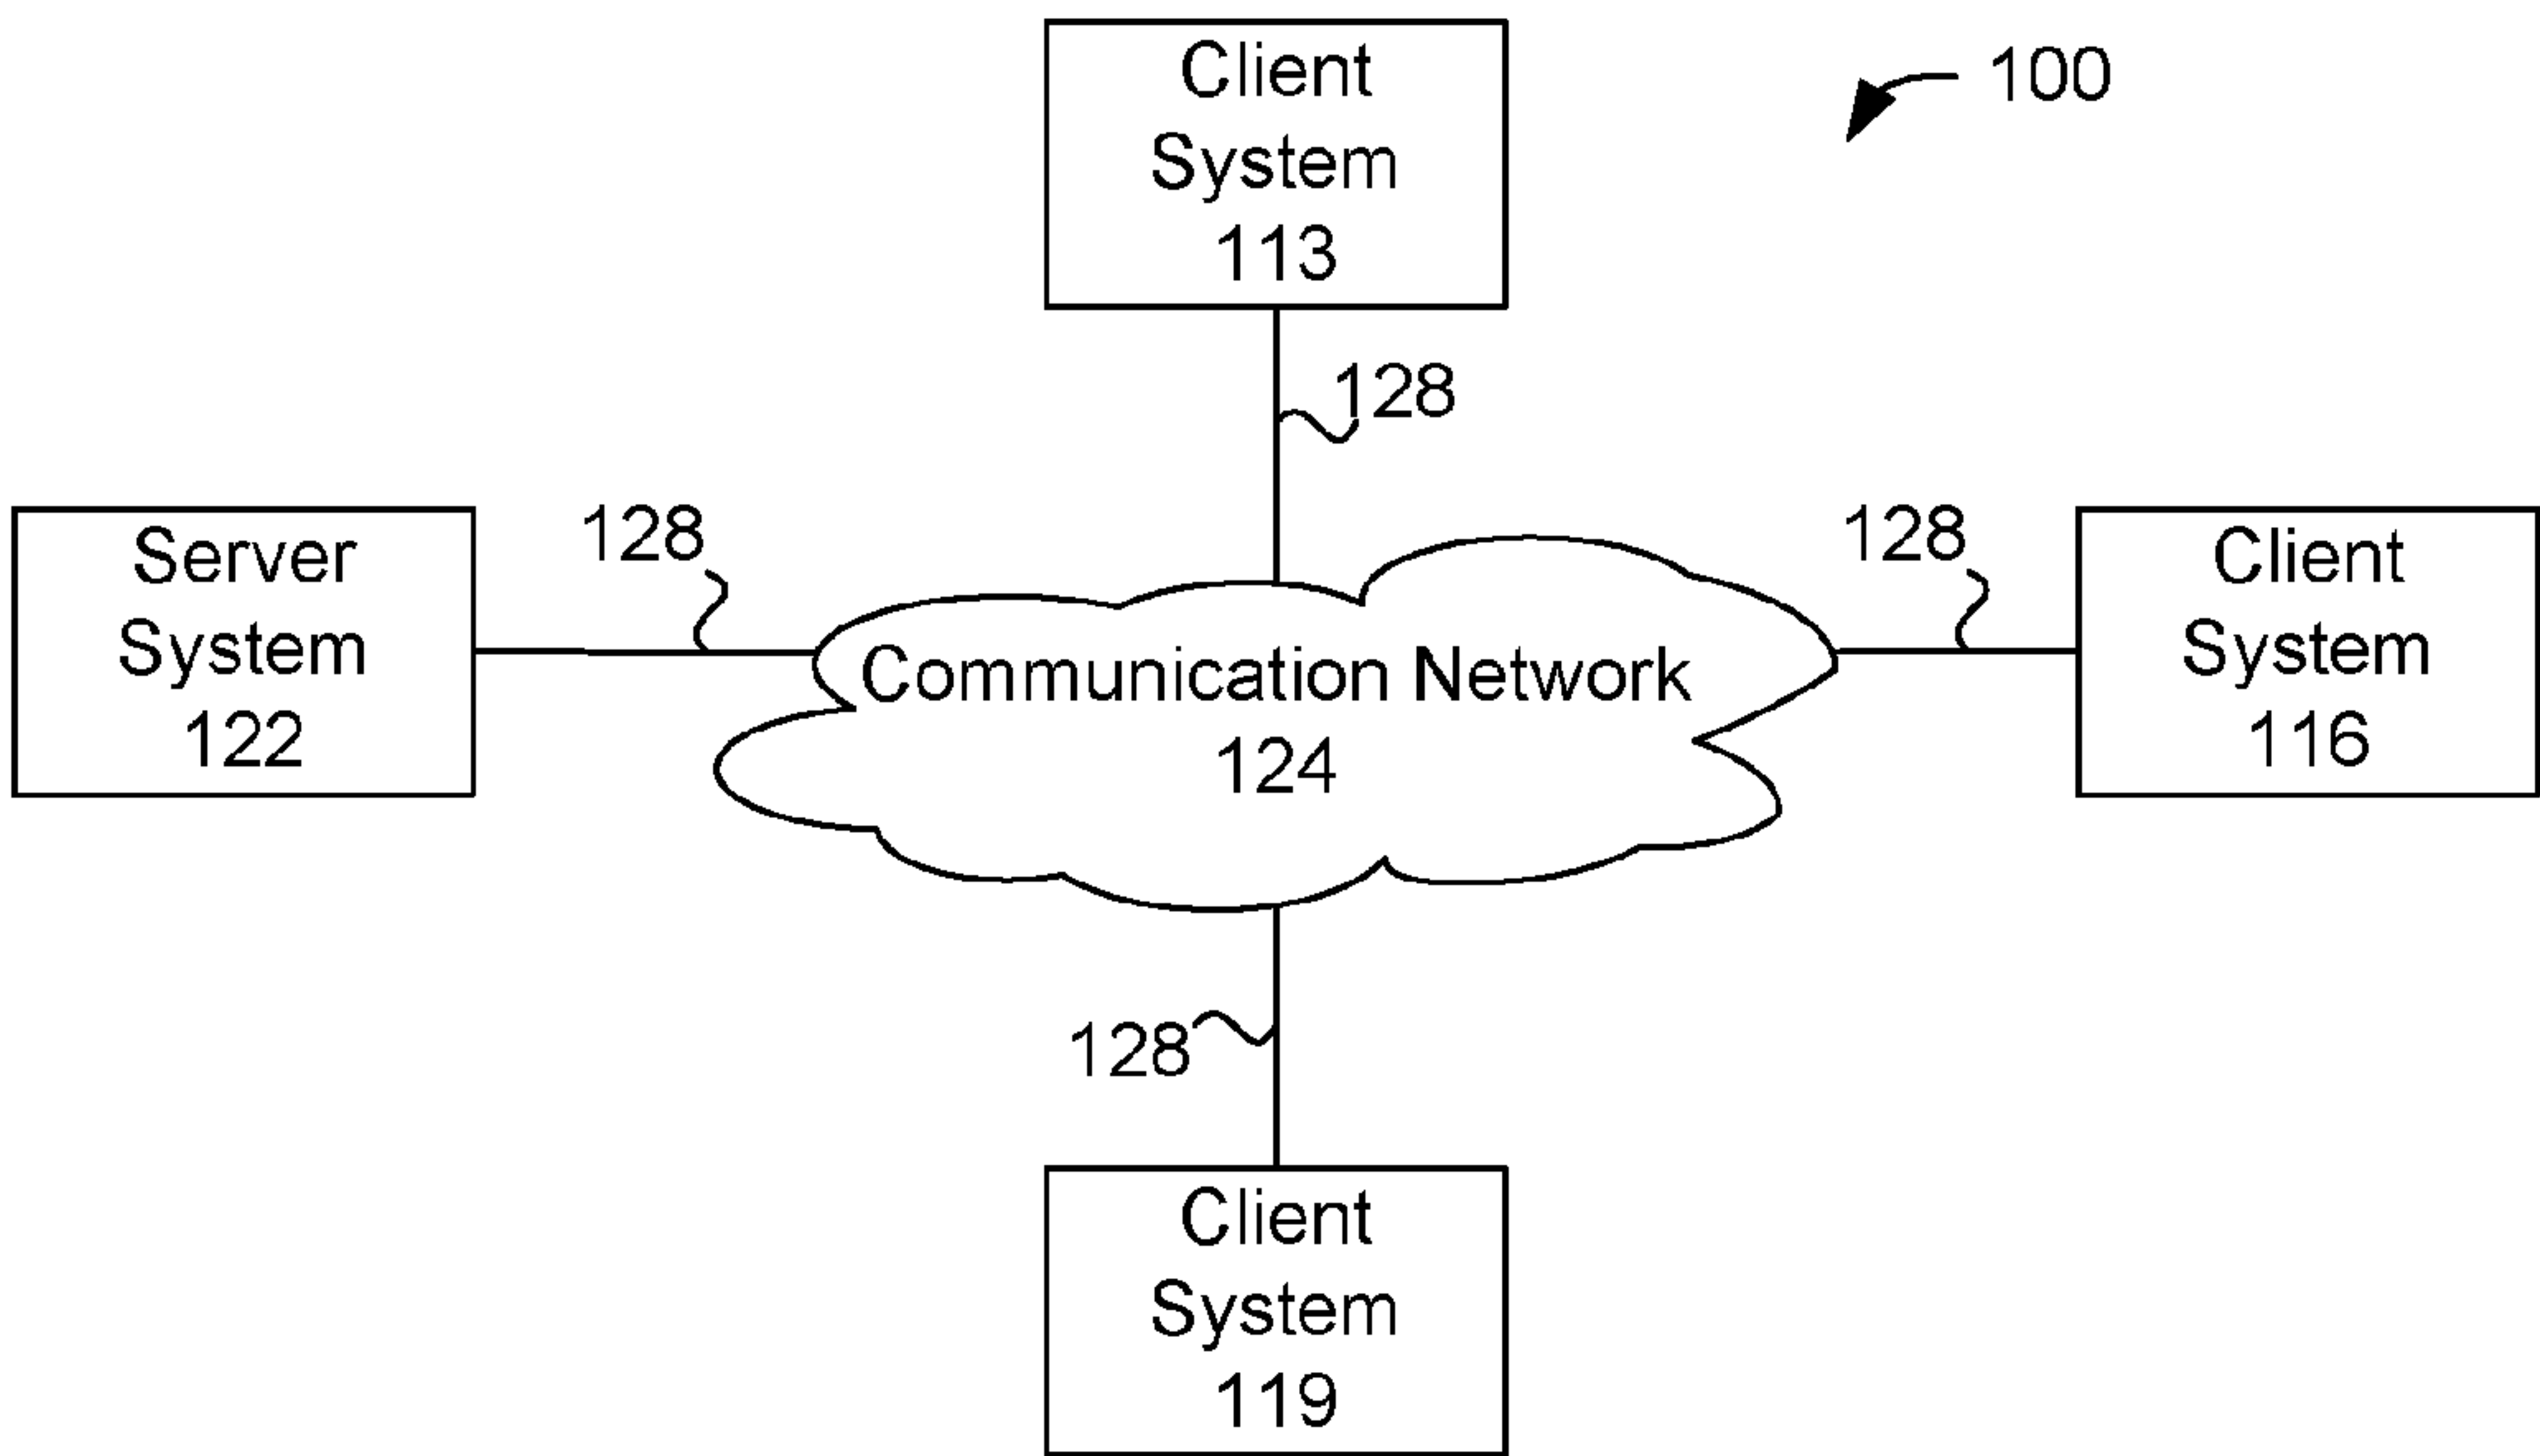 Client
System
113
100
128
Server
System
122
128
Communication Network
124
128
Client
System
116
128
Client
System
119